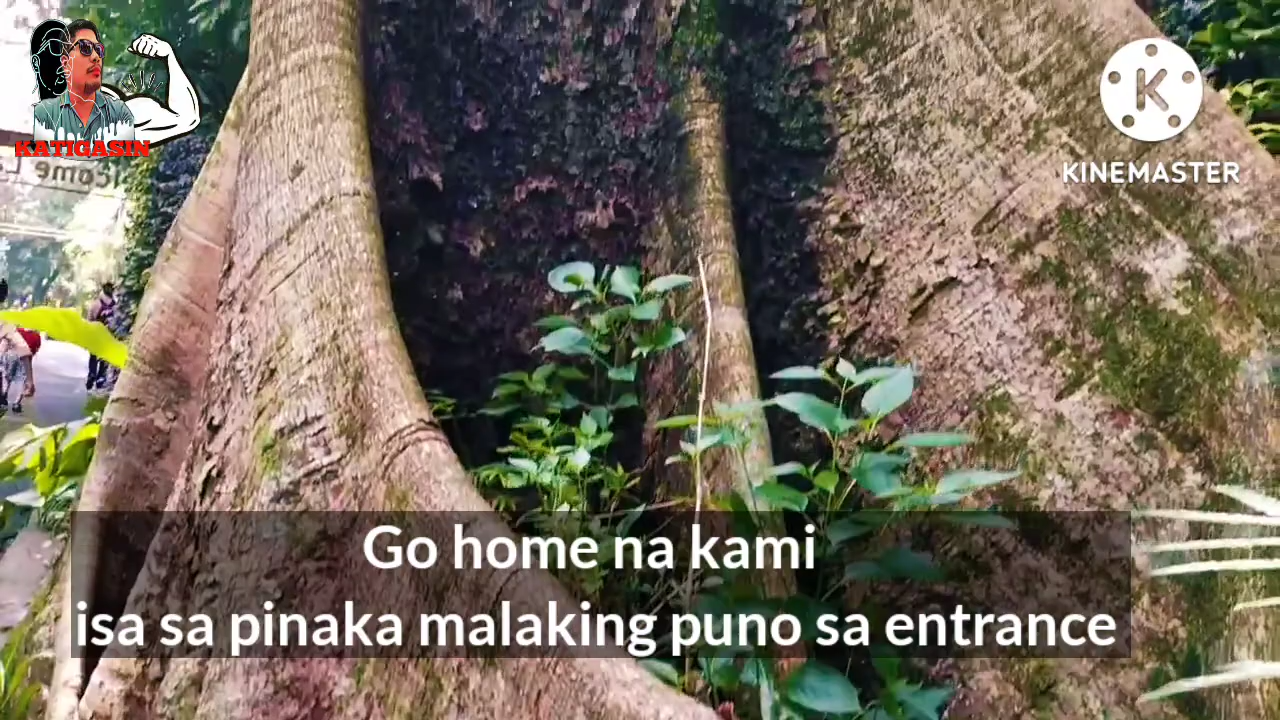 KATIGASIN
KINEMASTER
Go home na kami
isa sa pinaka malaking puno sa entrance